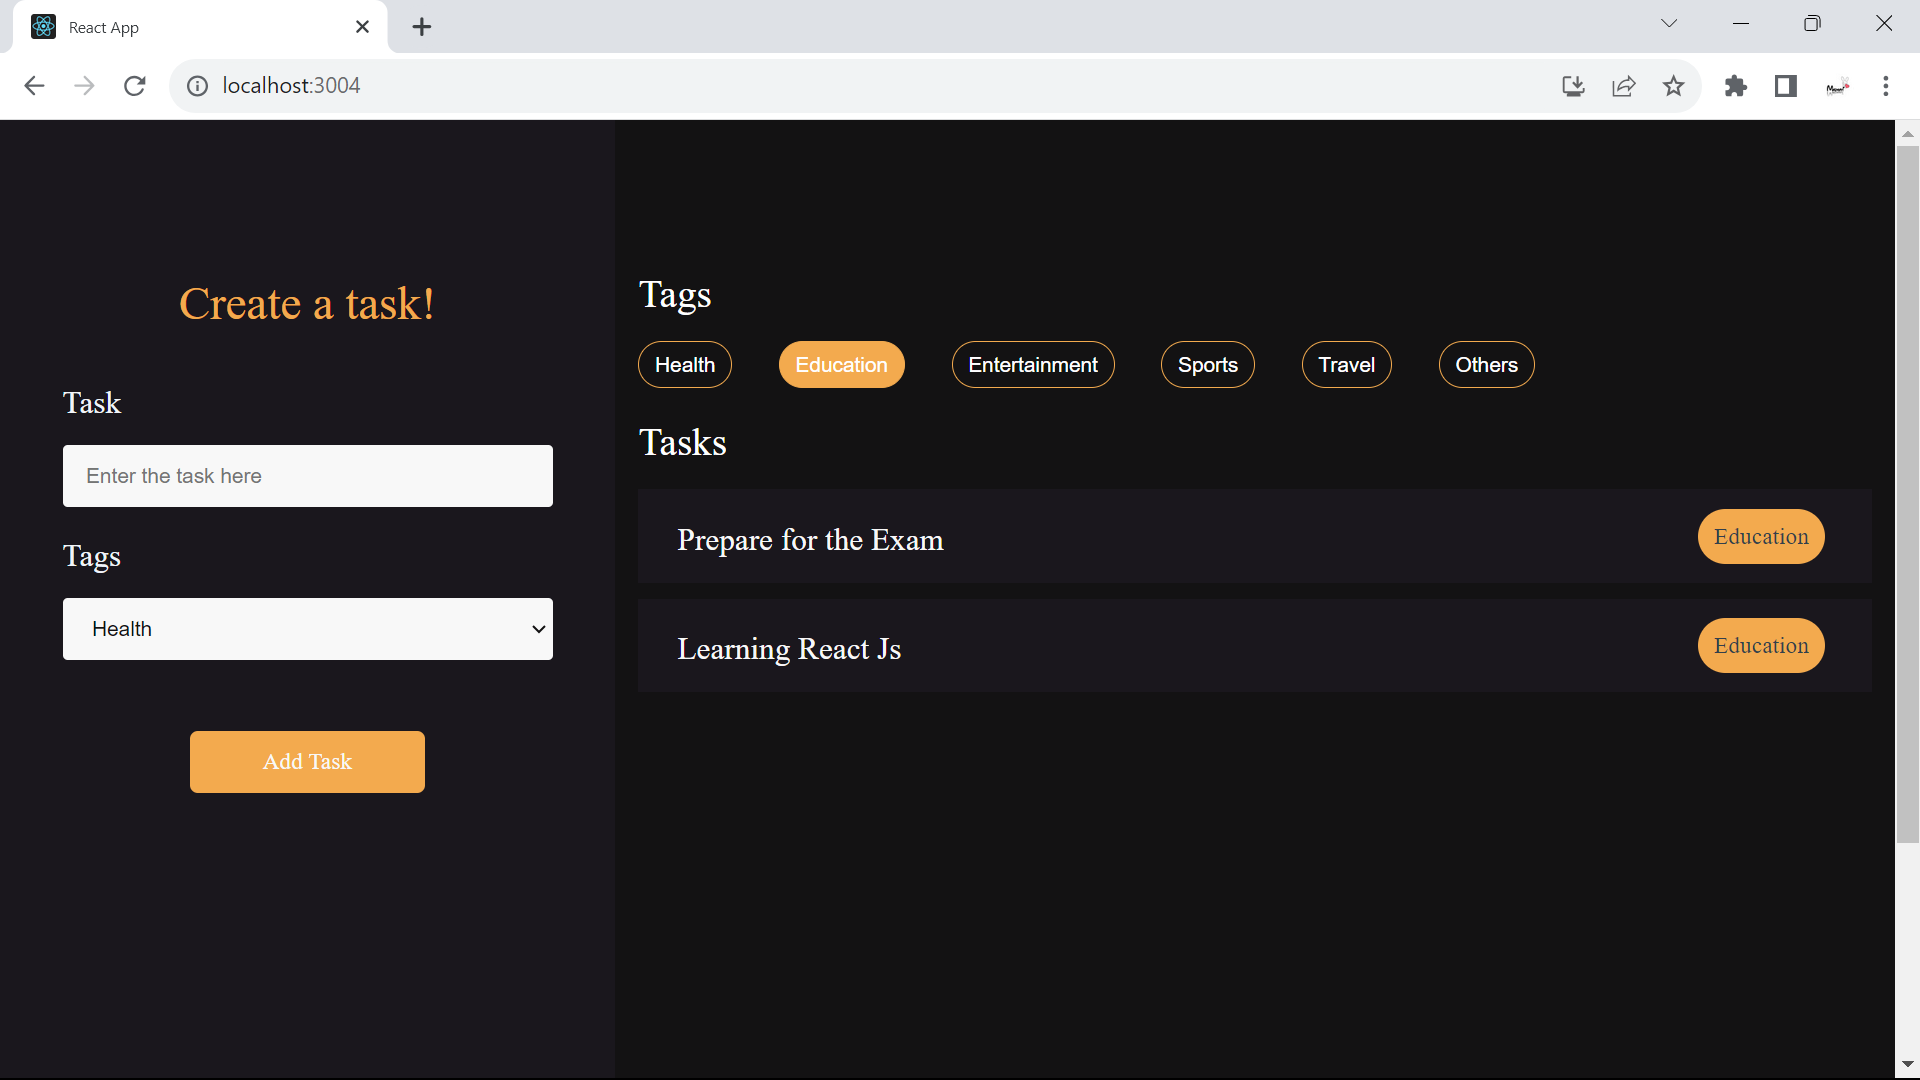 React App
localhost:3004
Create a task!
Task
Enter the task here
Tags
Health
Add Task
Tags
Health Education Entertainment Sports Travel Others
Tasks
Prepare for the Exam Education
Learning React Js Education